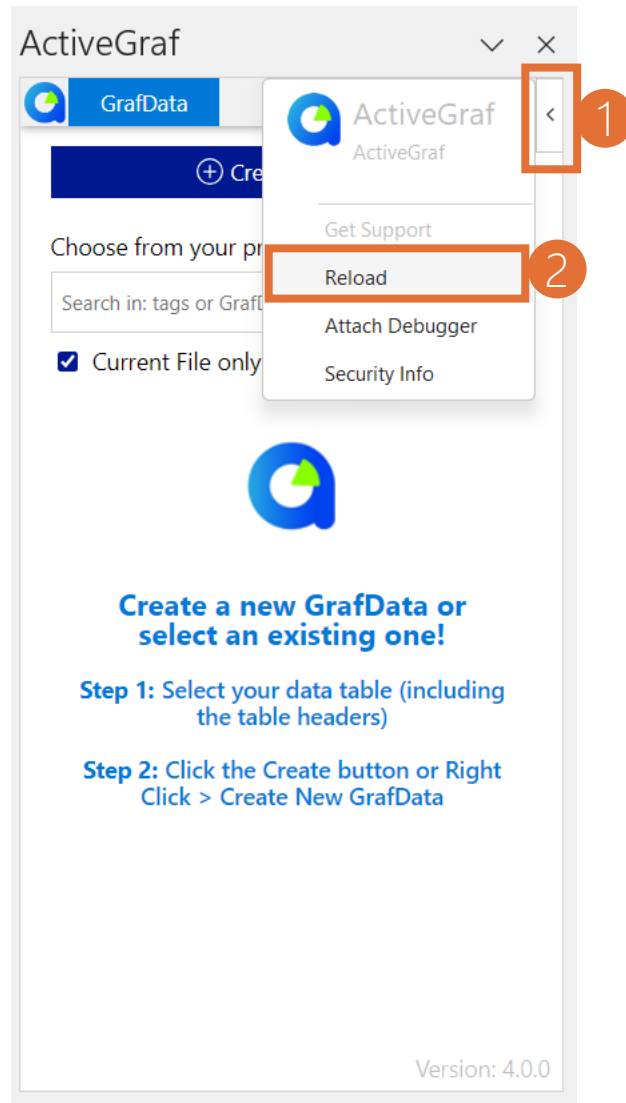 ActiveGraf
GrafData
ActiveGraf
ActiveGraf
1
Cre
Get Support
Choose from your pr
Reload
2
Search in: tags or Graf
Attach Debugger
Current File only
Security Info
Create a new GrafData or
select an existing one!
Step 1: Select your data table (including
the table headers)
Step 2: Click the Create button or Right
Click > Create New GrafData
Version: 4.0.0